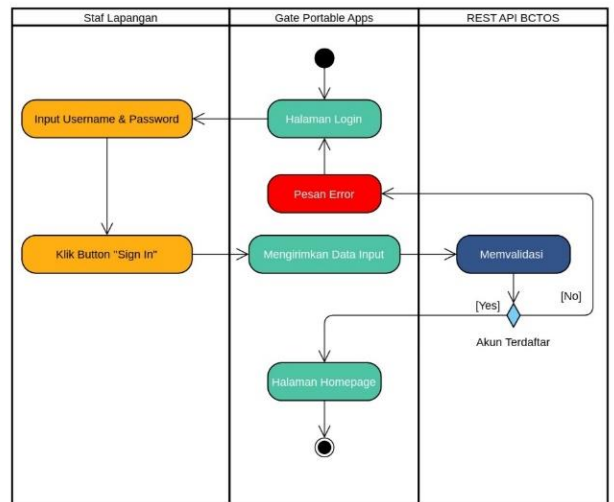 Staf Lapangan
Gate Portable Apps
REST API BCTOS
Input Username & Password
Halaman Login
Pesan Error
Klik Button "Sign In"
Mengirimkan Data Input
Memvalidasi
[Yes]
[No]
Akun Terdaftar
Halaman Homepage